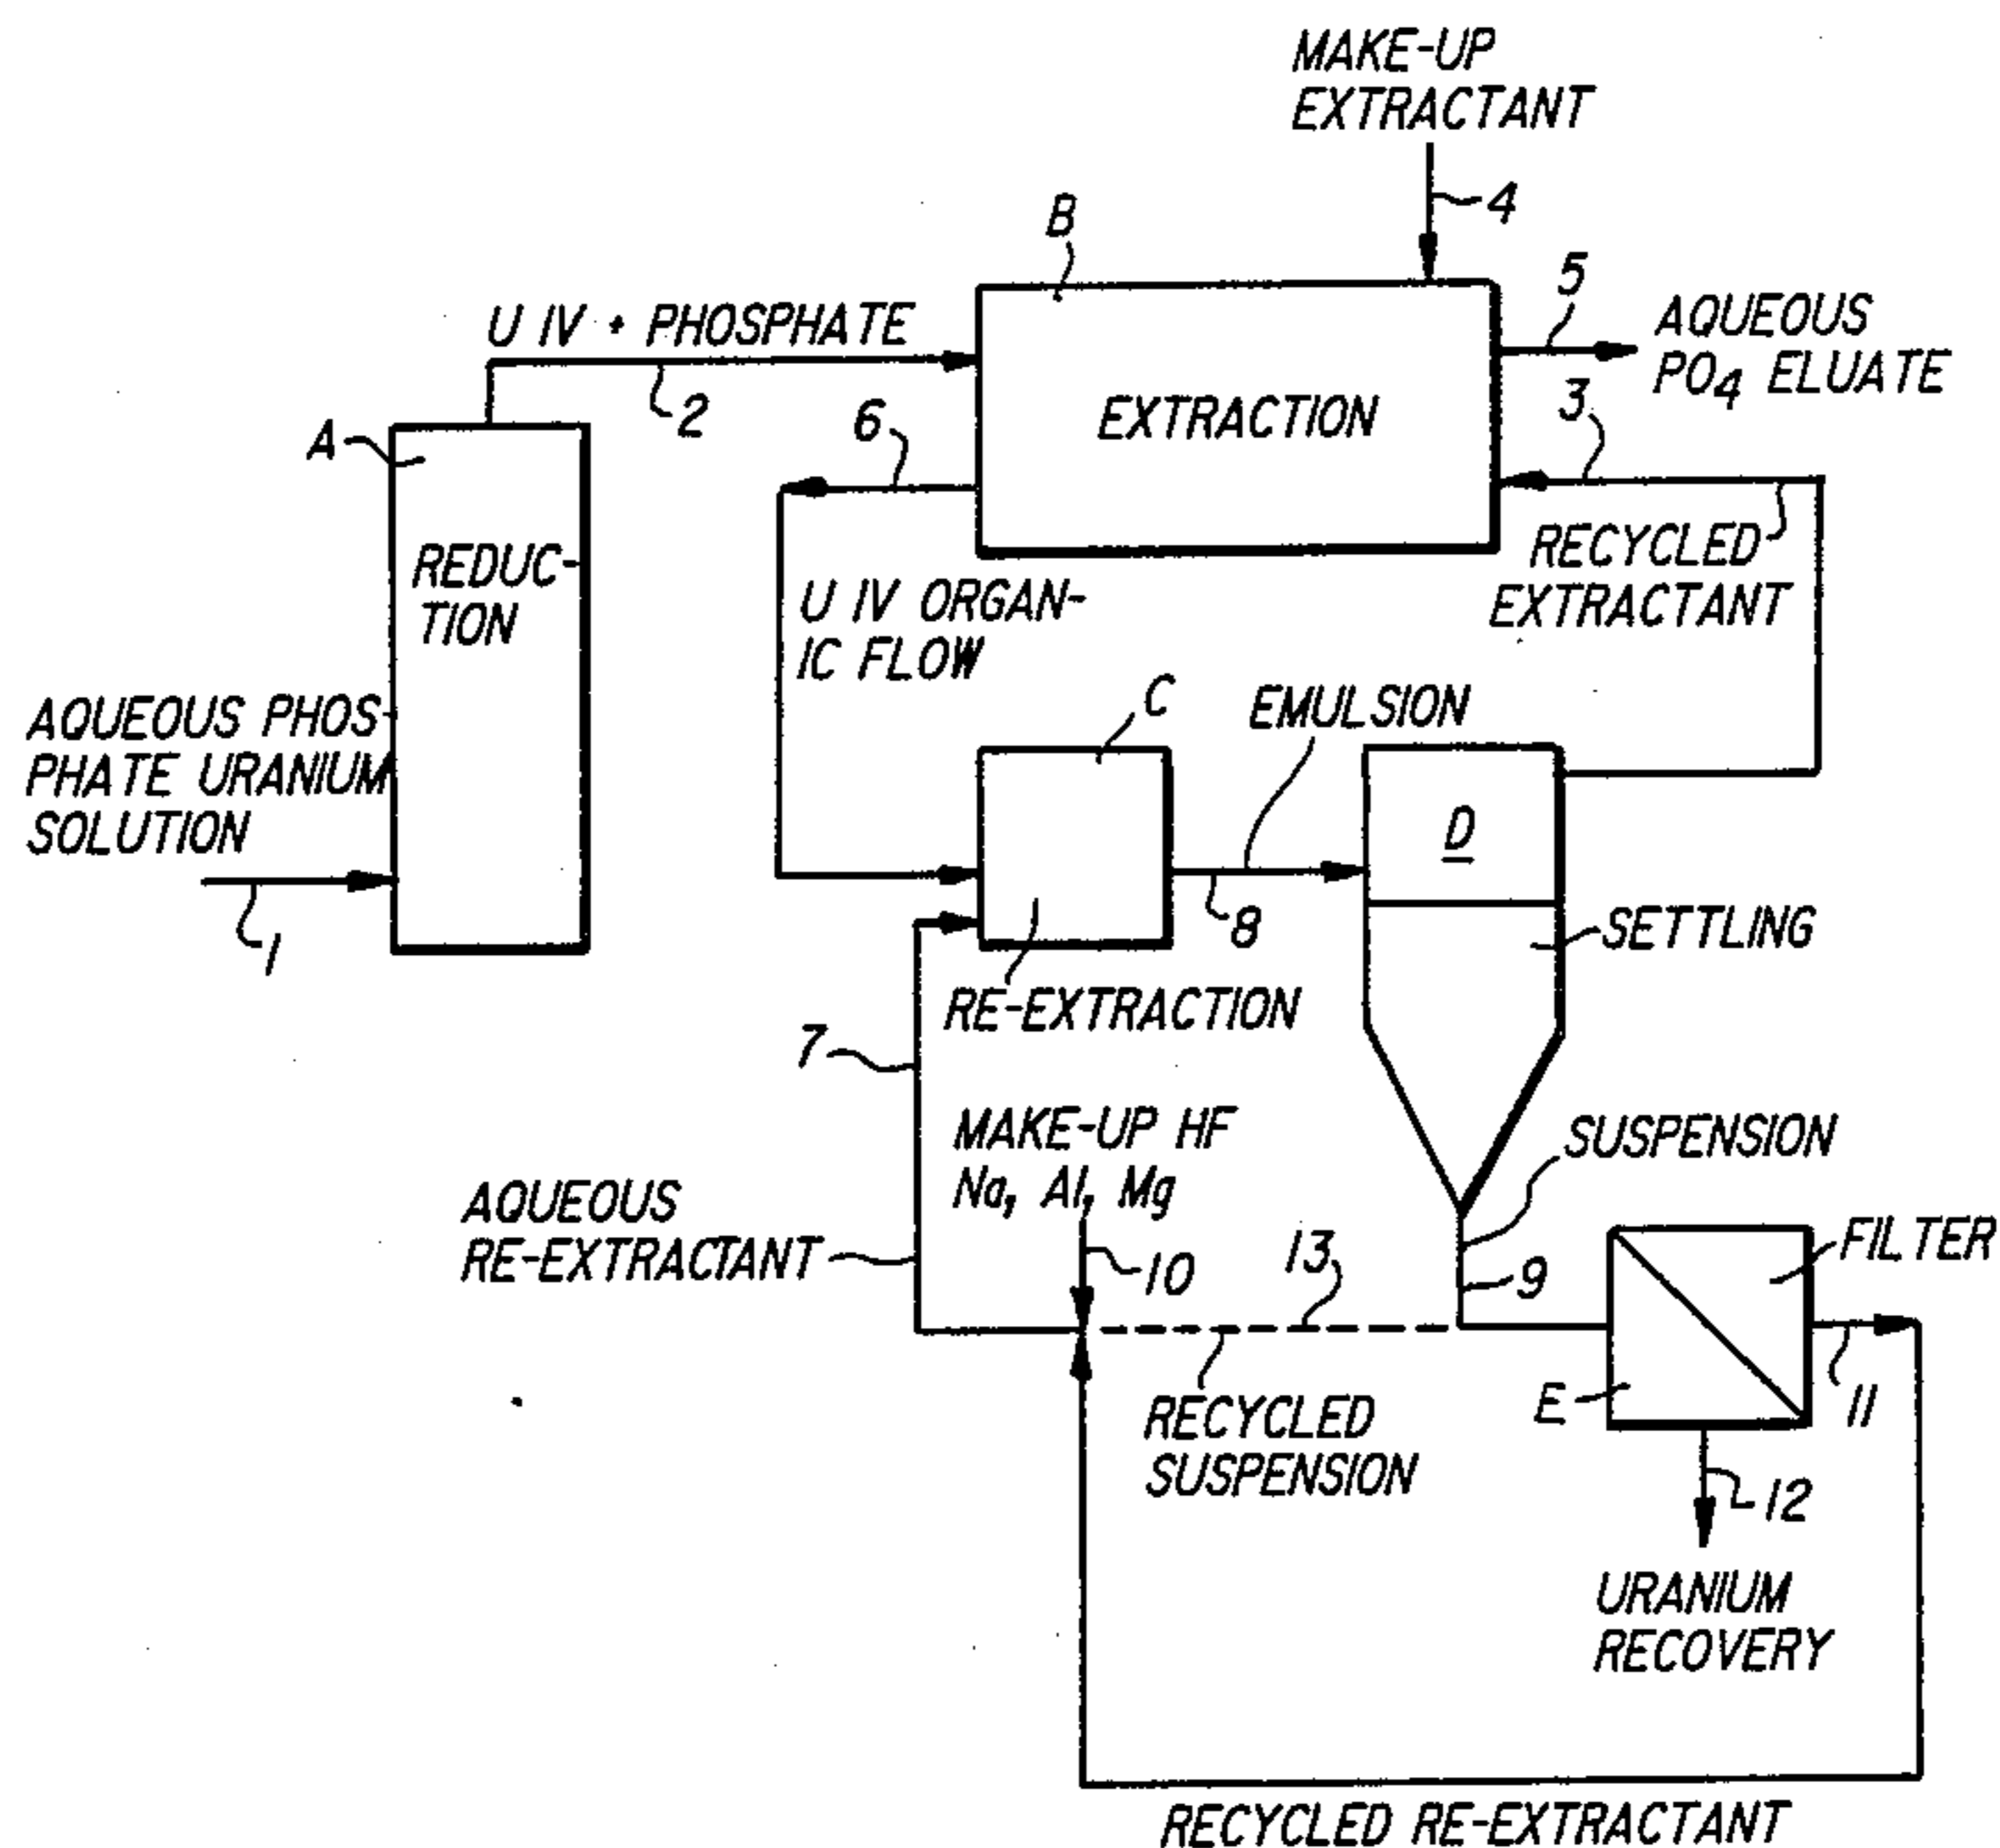 MAKE-UP
EXTRACTANT
4
B
5
U IV + PHOSPHATE
AQUEOUS
PO4 ELUATE
2
A
6
EXTRACTION
3
REDUC-
TION
RECYCLED
EXTRACTANT
U IV ORGAN-
IC FLOW
AQUEOUS PHOS-
PHATE URANIUM
SOLUTION
1
C
EMULSION
D
8
SETTLING
RE-EXTRACTION
7
MAKE-UP HF
Na, Al, Mg
SUSPENSION
AQUEOUS
RE-EXTRACTANT
10
13
9
FILTER
E
11
RECYCLED
SUSPENSION
12
URANIUM
RECOVERY
RECYCLED RE-EXTRACTANT